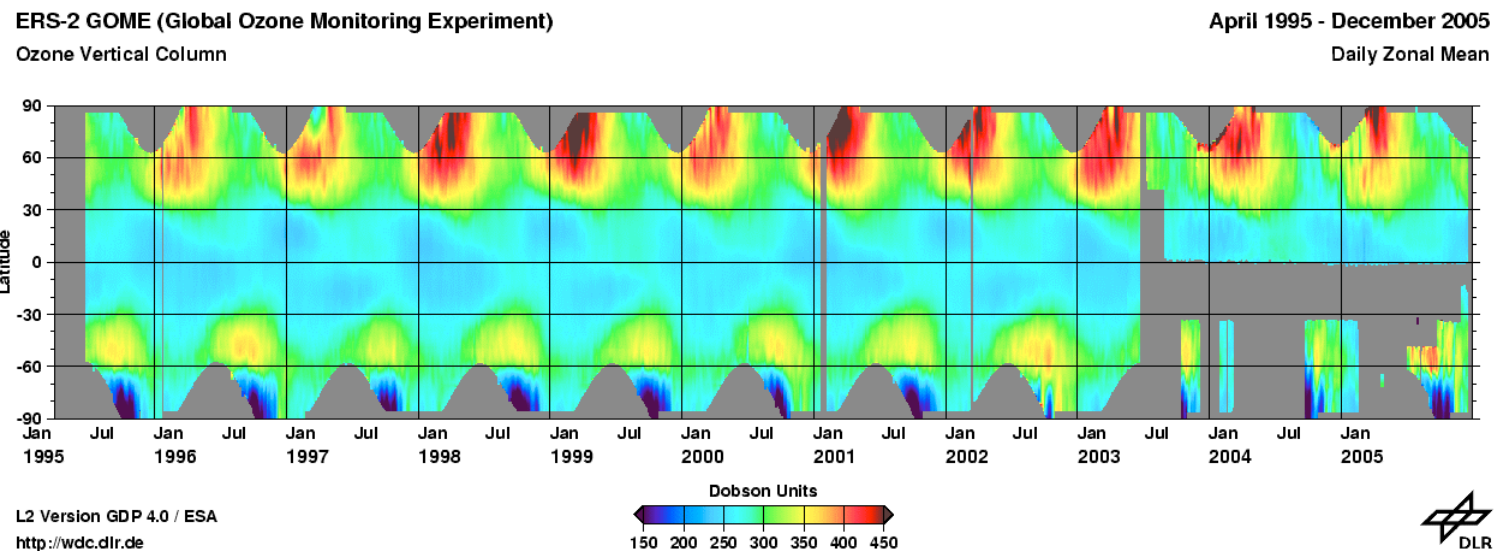 ERS-2 GOME (Global Ozone Monitoring Experiment)
April 1995 - December 2005
Ozone Vertical Column
Daily Zonal Mean
90
60
30
0
-30
-60
-90
Latitude
Jan Jul Jan Jul Jan Jul Jan Jul Jan Jul Jan Jul Jan Jul Jan Jul Jan Jul Jan Jul Jan
1995 1996 1997 1998 1999 2000 2001 2002 2003 2004 2005
Dobson Units
150 200 250 300 350 400 450
L2 Version GDP 4.0 / ESA
http://wdc.dlr.de
DLR